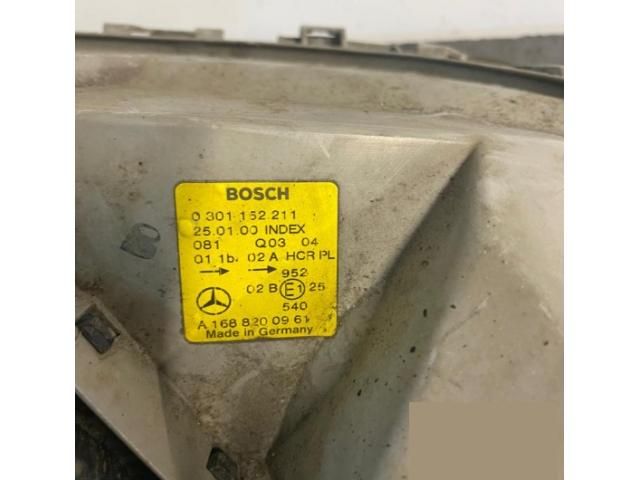 BOSCH
0 301 152 211
25.01.00 INDEX
081 Q03 04
01 1b/ 02 A HCR PL
952
02 B E1 25
540
A 168 820 09 61
Made in Germany